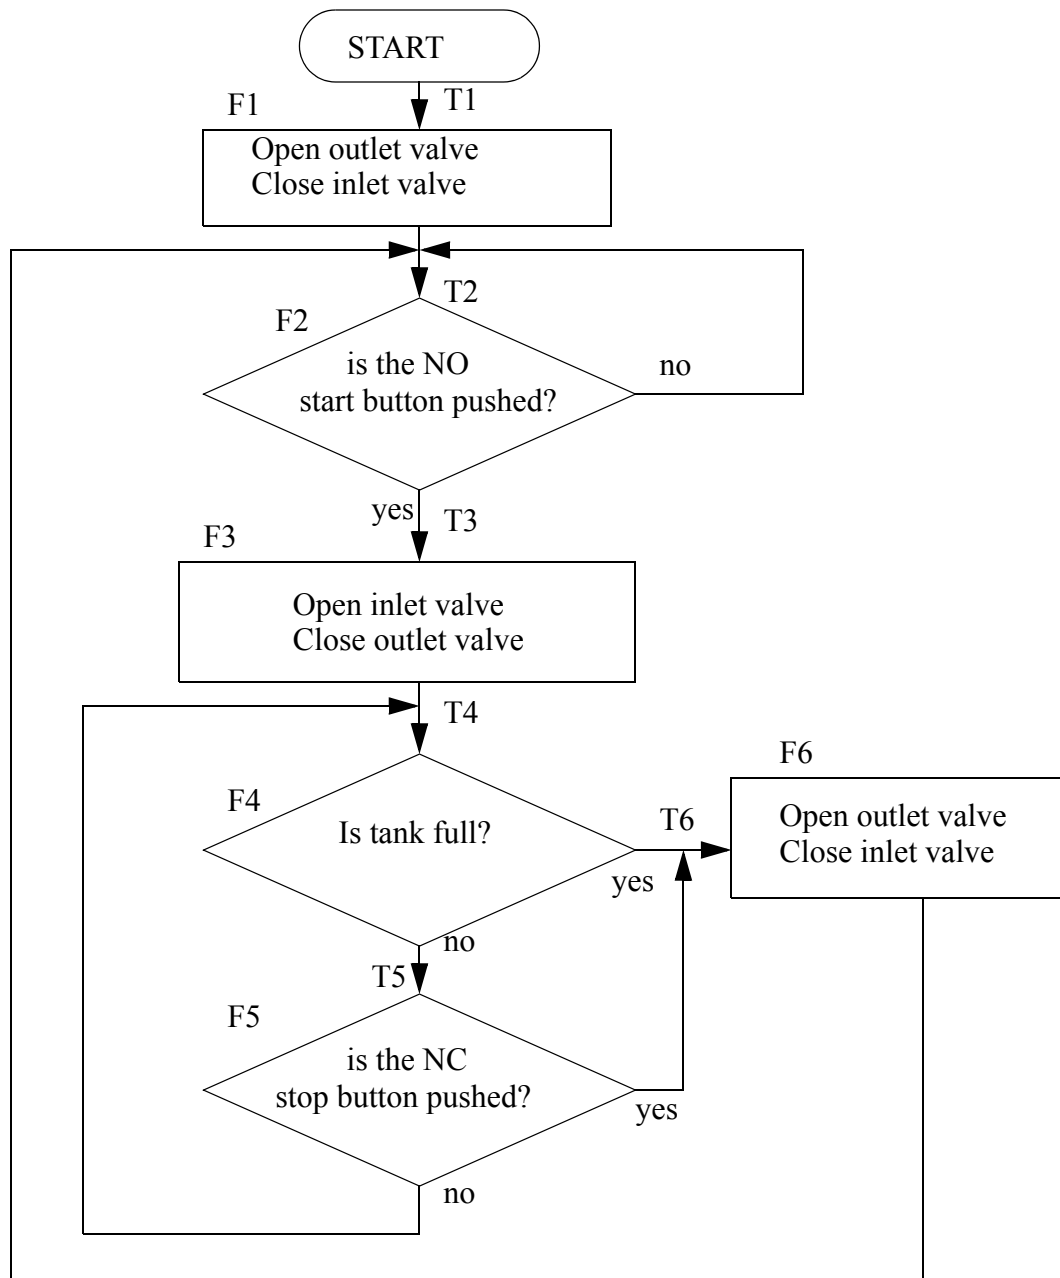 START
T1
F1
Open outlet valve
Close inlet valve
T2
F2
is the NO
start button pushed?
no
yes
T3
F3
Open inlet valve
Close outlet valve
T4
F4
Is tank full?
T6
yes
F6
Open outlet valve
Close inlet valve
no
T5
F5
is the NC
stop button pushed?
yes
no